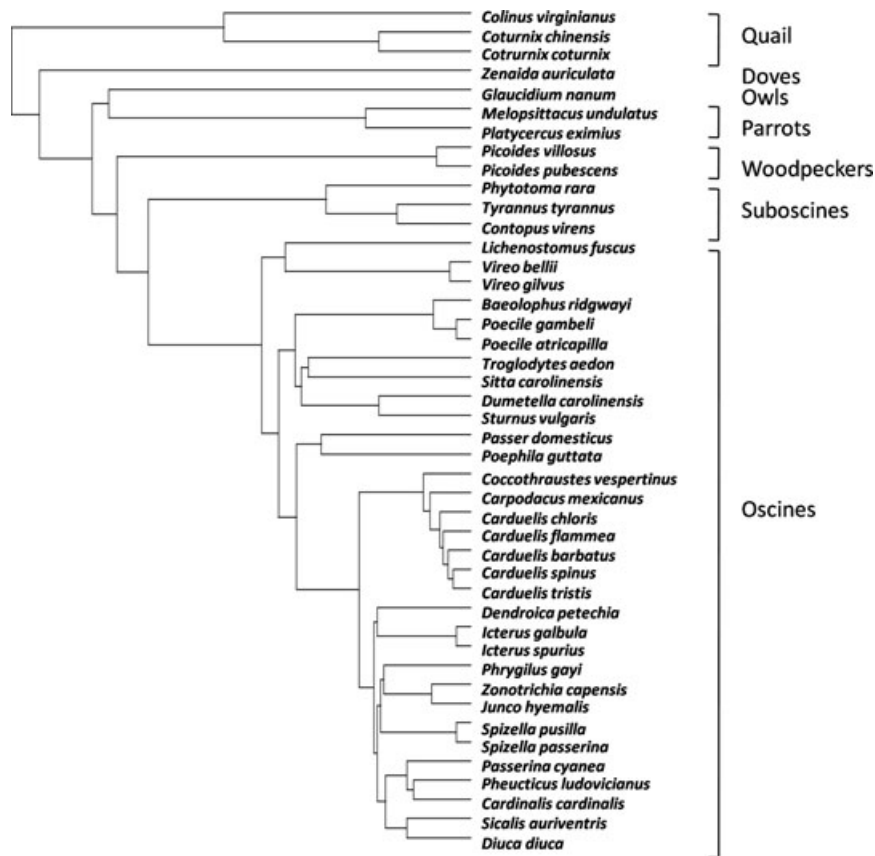 Colinus virginianus
Coturnix chinensis
Quail
Cotrurnix coturnix
Zenaida auriculata
Doves
Glaucidium nanum
Owls
Melopsittacus undulatus
Parrots
Platycercus eximius
Picoides villosus
Woodpeckers
Picoides pubescens
Phytotoma rara
Tyrannus tyrannus
Suboscines
Contopus virens
Lichenostomus fuscus
Vireo bellii
Vireo gilvus
Baeolophus ridgwayi
Poecile gambeli
Poecile atricapilla
Troglodytes aedon
Sitta carolinensis
Dumetella carolinensis
Sturnus vulgaris
Passer domesticus
Poephila guttata
Coccothraustes vespertinus
Carpodacus mexicanus
Oscines
Carduelis chloris
Carduelis flammea
Carduelis barbatus
Carduelis spinus
Carduelis tristis
Dendroica petechia
Icterus galbula
Icterus spurius
Phrygilus gayi
Zonotrichia capensis
Junco hyemalis
Spizella pusilla
Spizella passerina
Passerina cyanea
Pheucticus ludovicianus
Cardinalis cardinalis
Sicalis auriventris
Diuca diuca